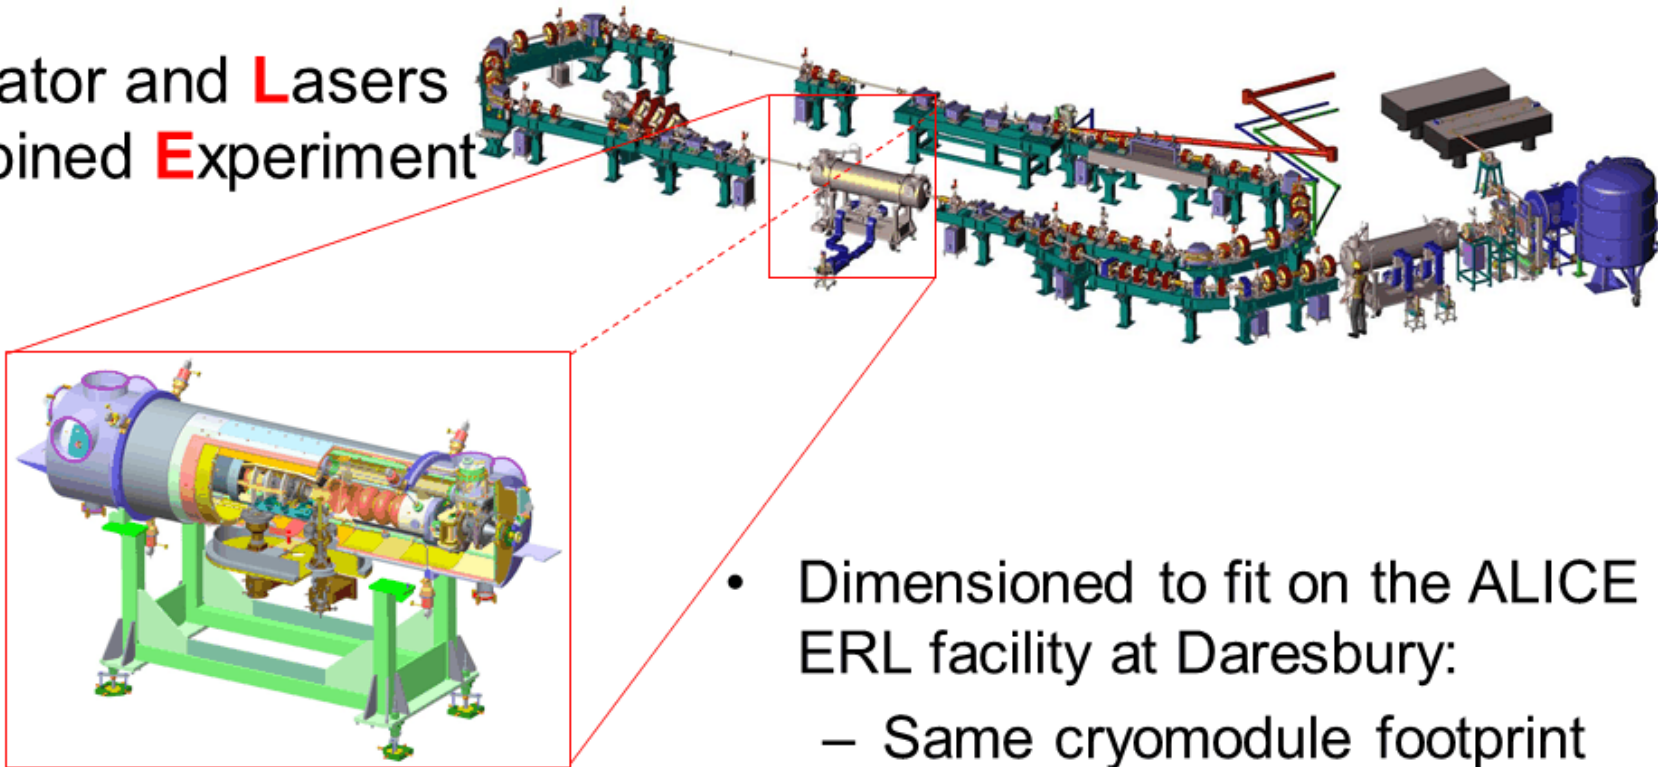 ator and Lasers
bined Experiment
• Dimensioned to fit on the ALICE
ERL facility at Daresbury:
– Same cryomodule footprint